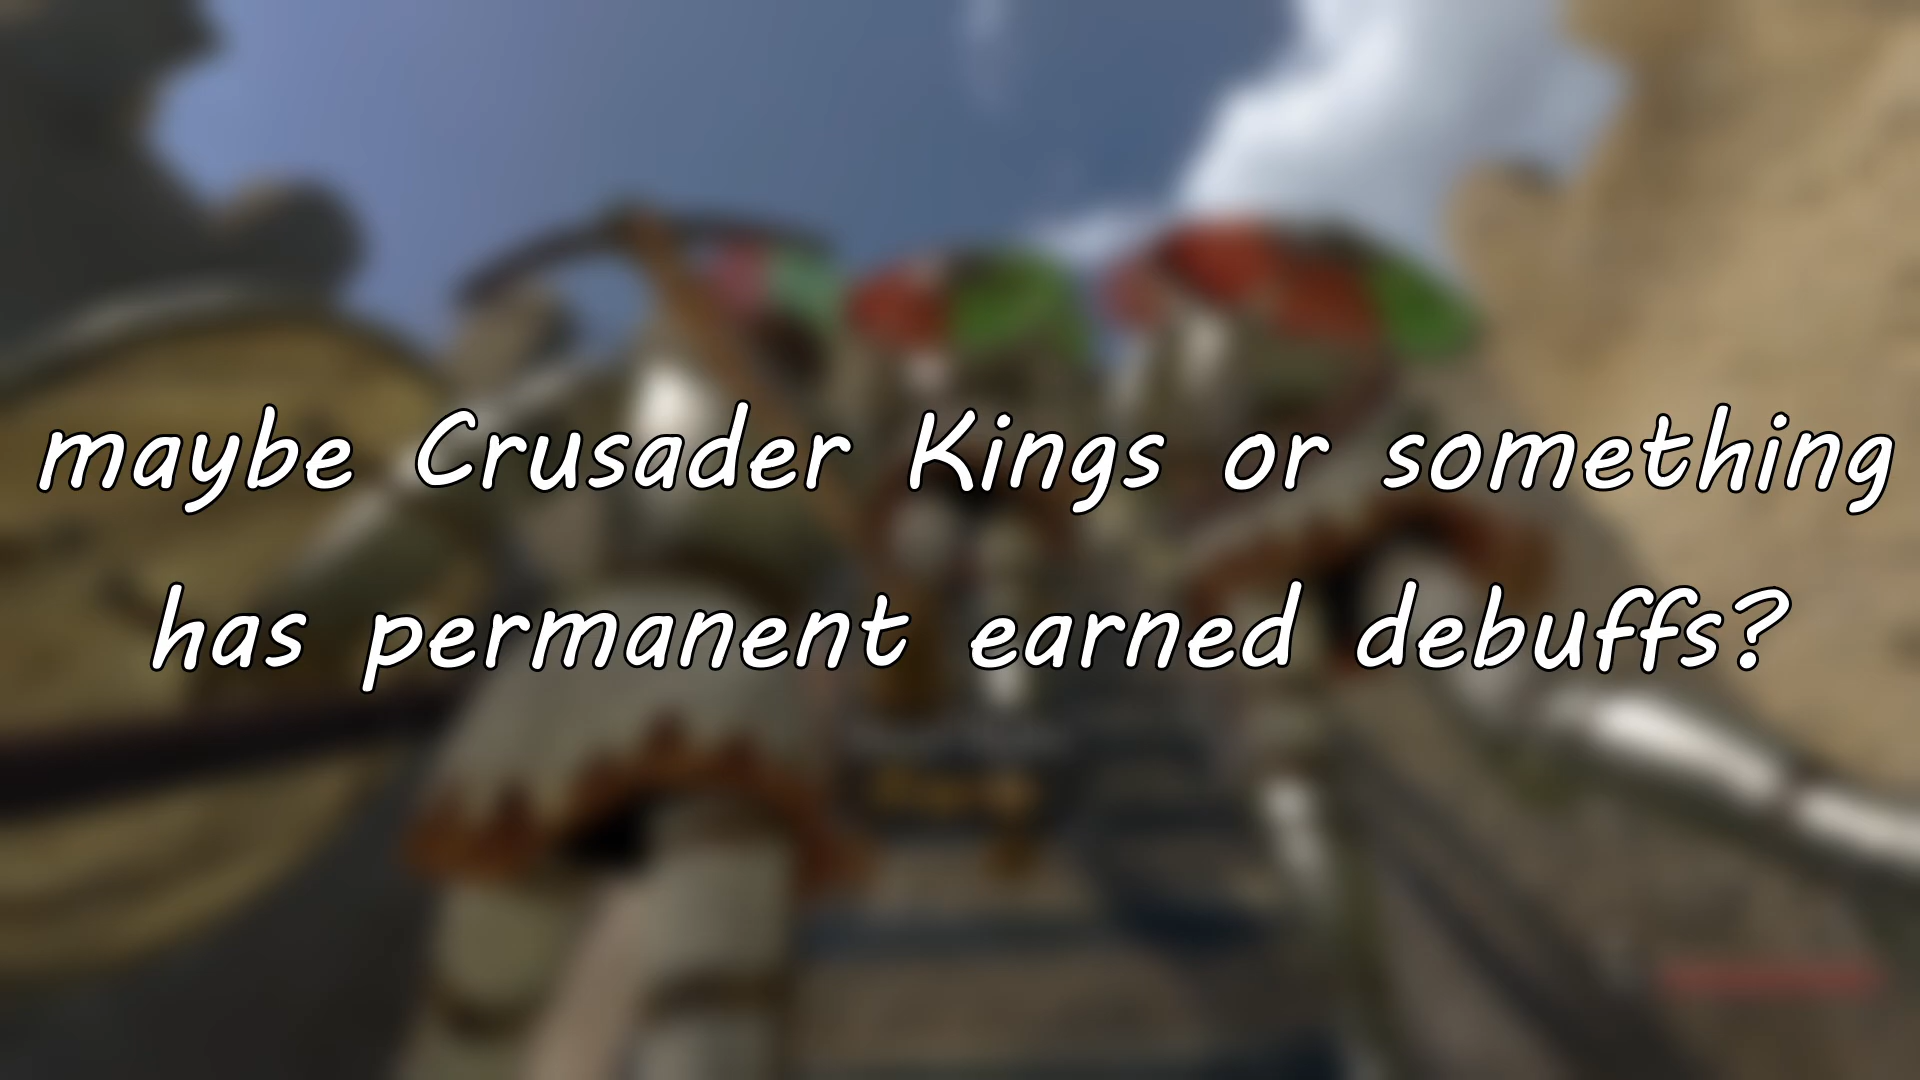 maybe Crusader Kings or something
has permanent earned debuffs?